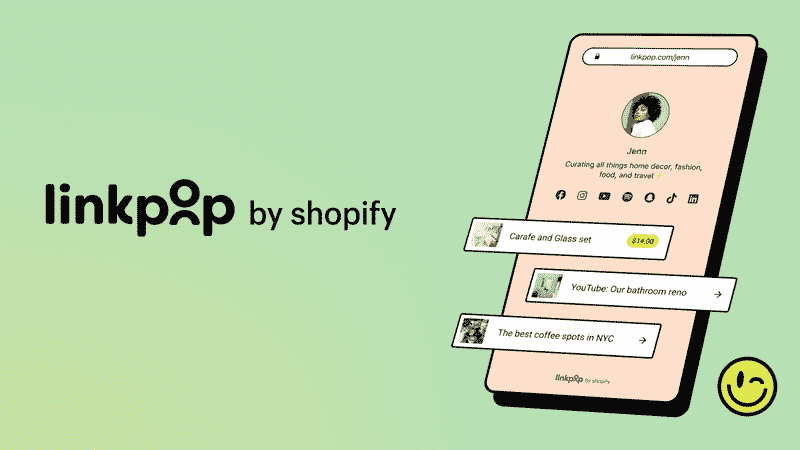 linkpop by shopify
linkpop.com/jenn
Jenn
Curating all things home decor, fashion,
food, and travel
Carafe and Glass set
$14.00
YouTube: Our bathroom reno
The best coffee spots in NYC
linkpop by shopify